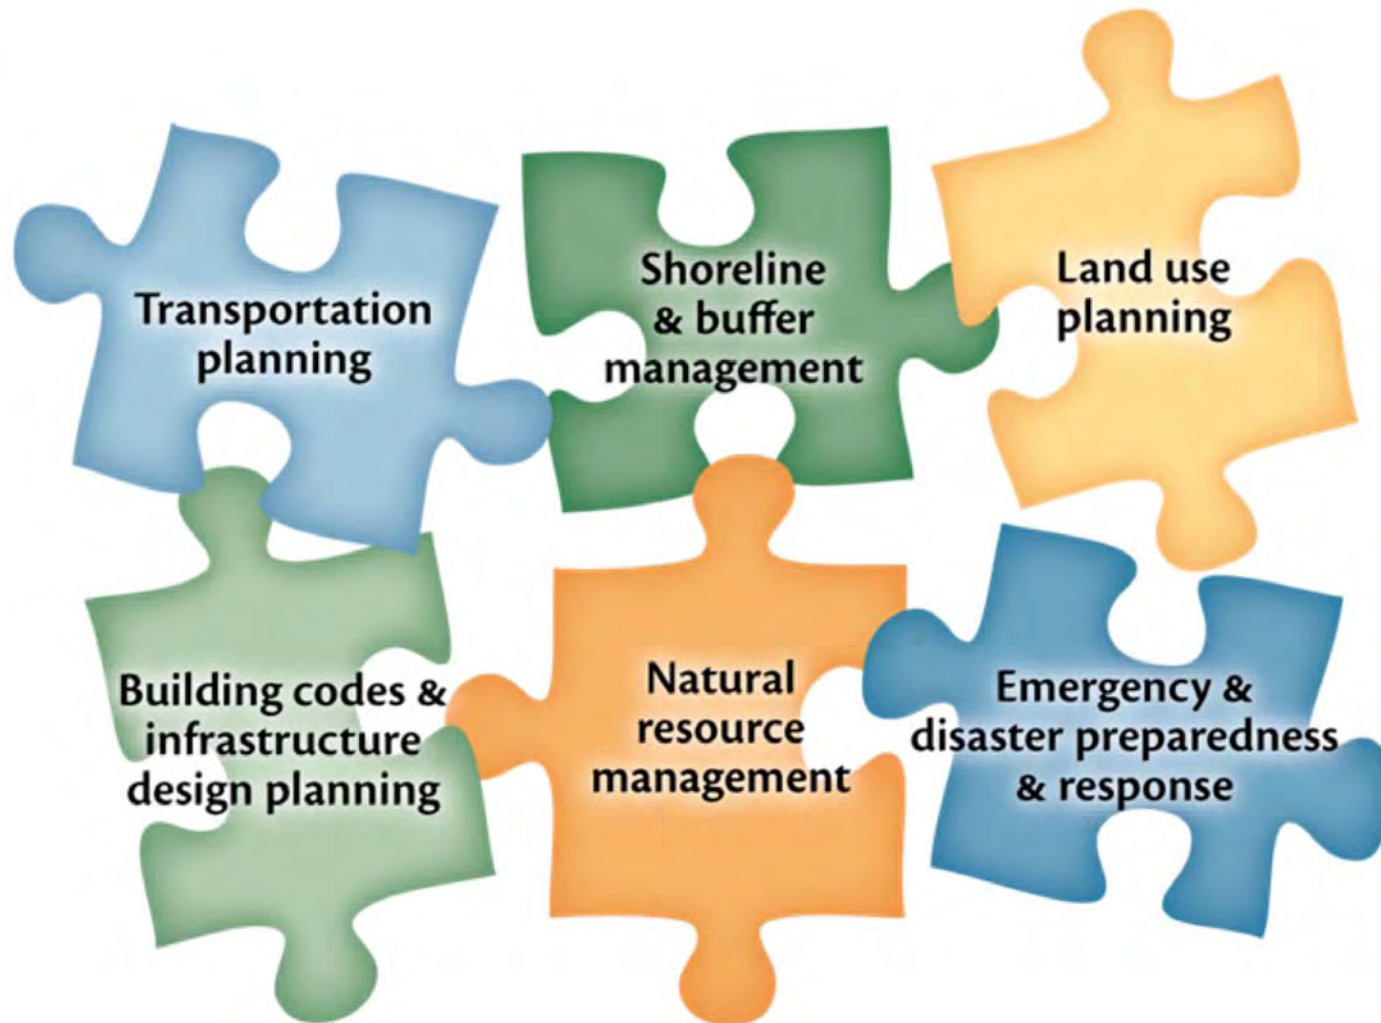 Transportation
planning
Shoreline
& buffer
management
Land use
planning
Building codes &
infrastructure
design planning
Natural
resource
management
Emergency &
disaster preparedness
& response